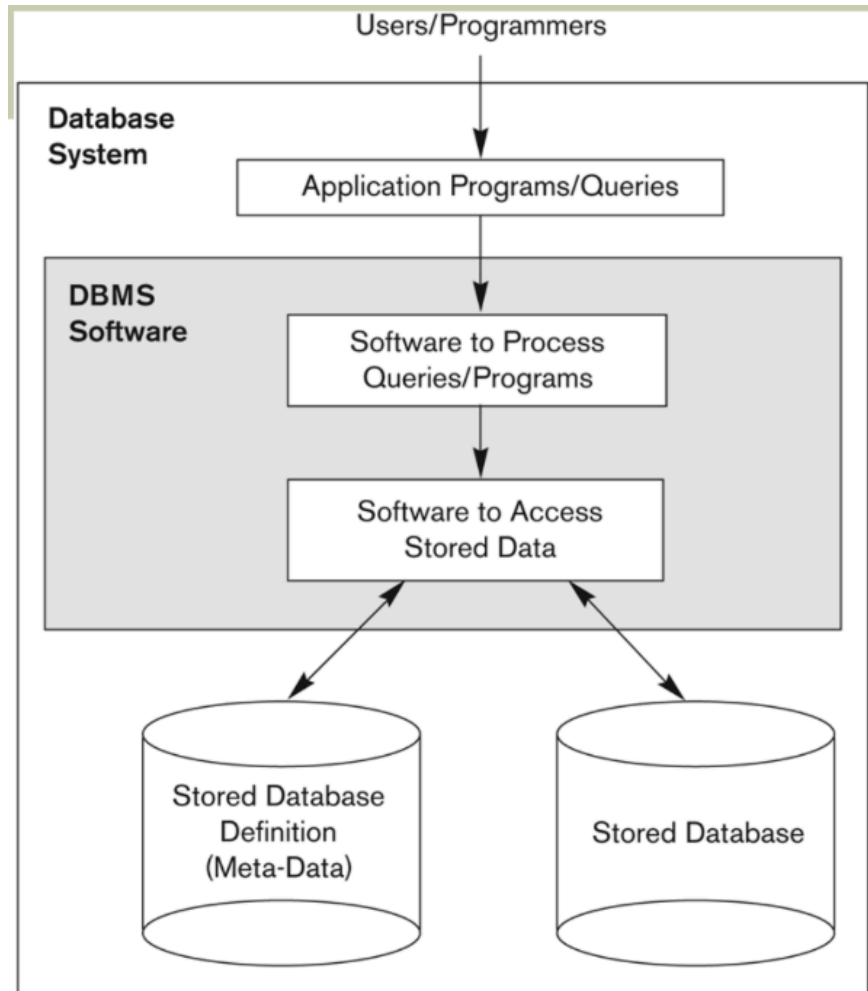 Users/Programmers
Database
System
Application Programs/Queries
DBMS
Software
Software to Process
Queries/Programs
Software to Access
Stored Data
Stored Database
Definition
(Meta-Data)
Stored Database